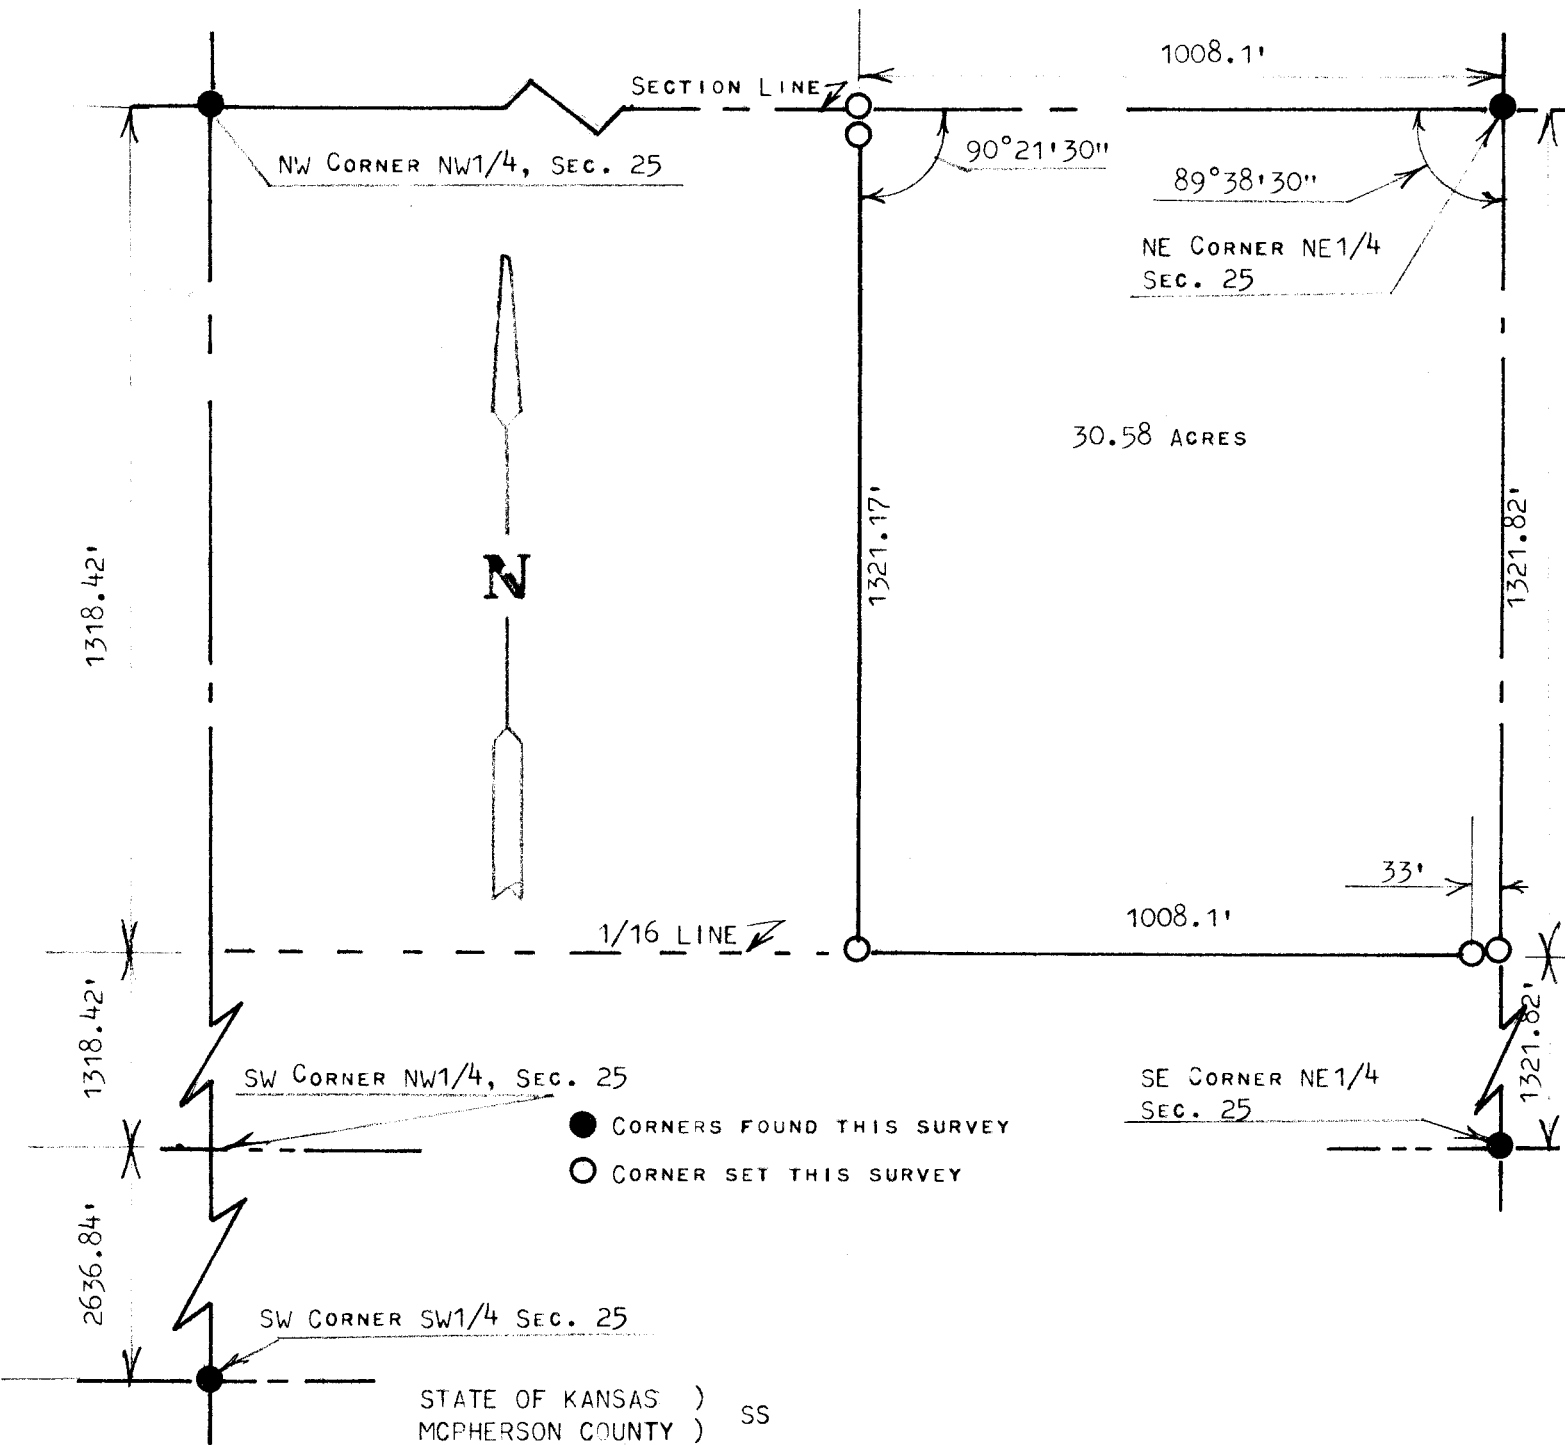 1008.1'
SECTION LINE
NW CORNER NW1/4, SEC. 25
90°21'30"
89°38'30"
NE CORNER NE1/4
SEC. 25
30.58 ACRES
1318.42'
N
1321.17'
1321.82'
33'
1/16 LINE
1008.1'
1318.42'
1321.82'
SW CORNER NW1/4, SEC. 25
SE CORNER NE1/4
SEC. 25
CORNERS FOUND THIS SURVEY
CORNER SET THIS SURVEY
2636.84'
SW CORNER SW1/4 SEC. 25
STATE OF KANSAS )
MCPHERSON COUNTY ) SS